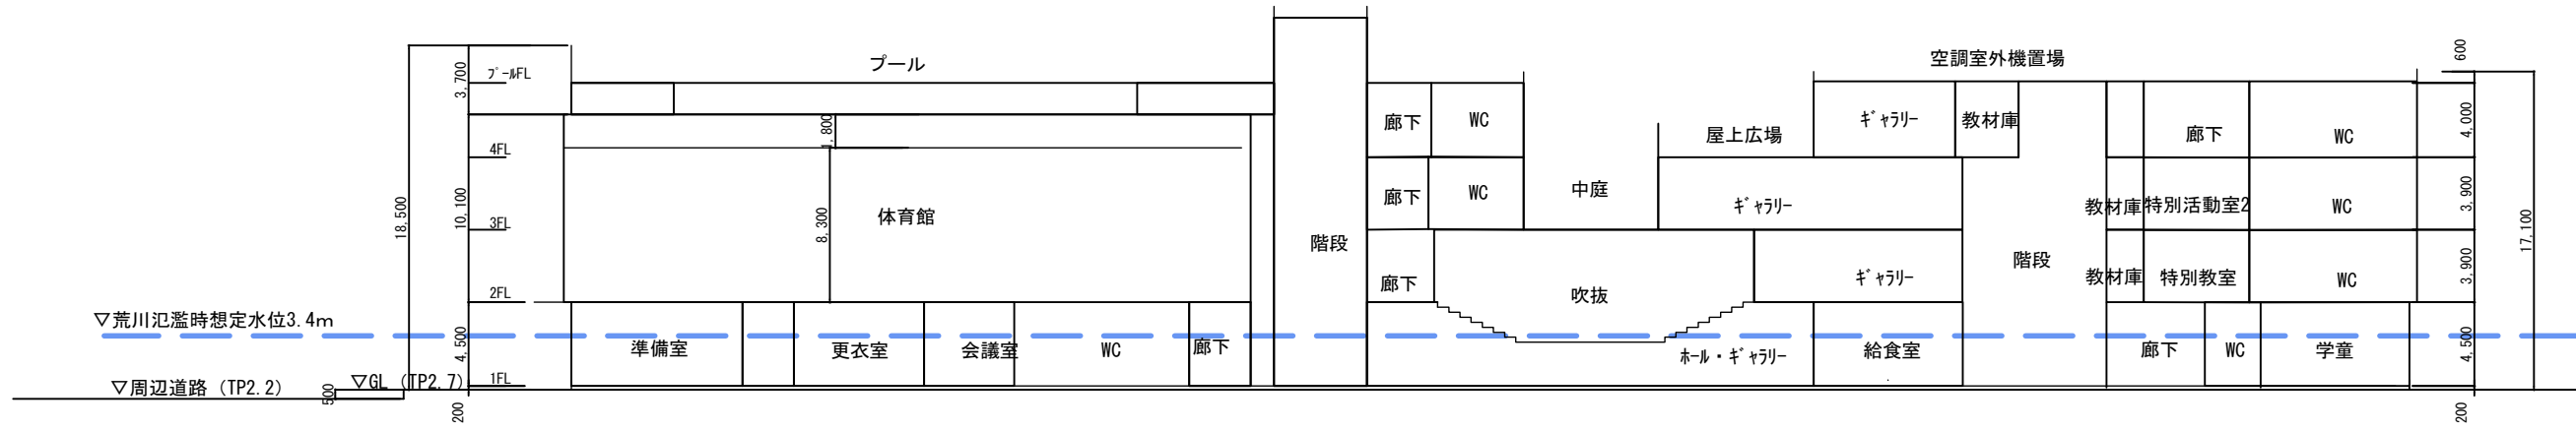 プール
空調室外機置場
600
ﾌﾟｰﾙFL
3,700
1,800
廊下
WC
ｷﾞｬﾗﾘｰ
教材庫
屋上広場
廊下
WC
4,000
4FL
18,500
10,100
体育館
8,300
廊下
WC
中庭
ｷﾞｬﾗﾘｰ
教材庫
特別活動室2
WC
3,900
17,100
3FL
階段
階段
廊下
吹抜
ｷﾞｬﾗﾘｰ
教材庫
特別教室
WC
3,900
2FL
▽荒川氾濫時想定水位3.4m
4,500
準備室
更衣室
会議室
WC
廊下
ﾎｰﾙ・ｷﾞｬﾗﾘｰ
給食室
廊下
WC
学童
4,500
1FL
▽GL (TP2.7)
▽周辺道路 (TP2.2)
500
200
200